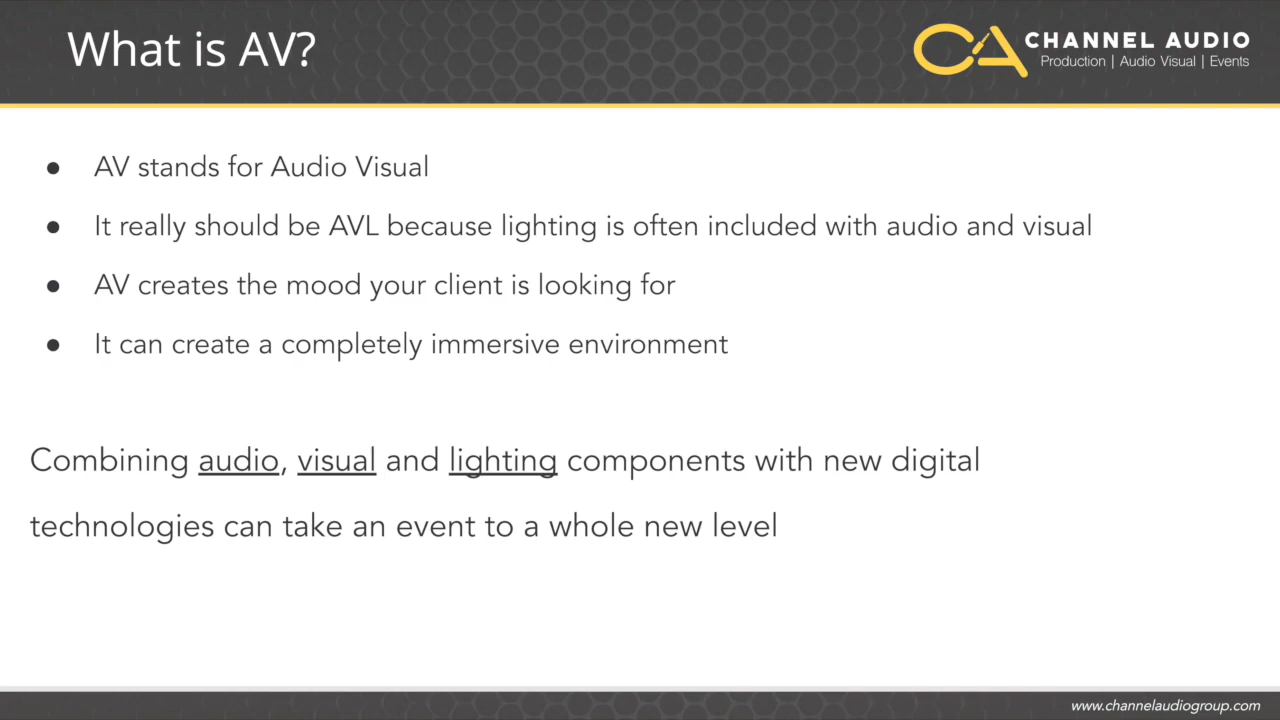 What is AV?
CHANNEL AUDIO
Production | Audio Visual | Events
● AV stands for Audio Visual
● It really should be AVL because lighting is often included with audio and visual
● AV creates the mood your client is looking for
● It can create a completely immersive environment
Combining audio, visual and lighting components with new digital
technologies can take an event to a whole new level
www.channelaudiogroup.com